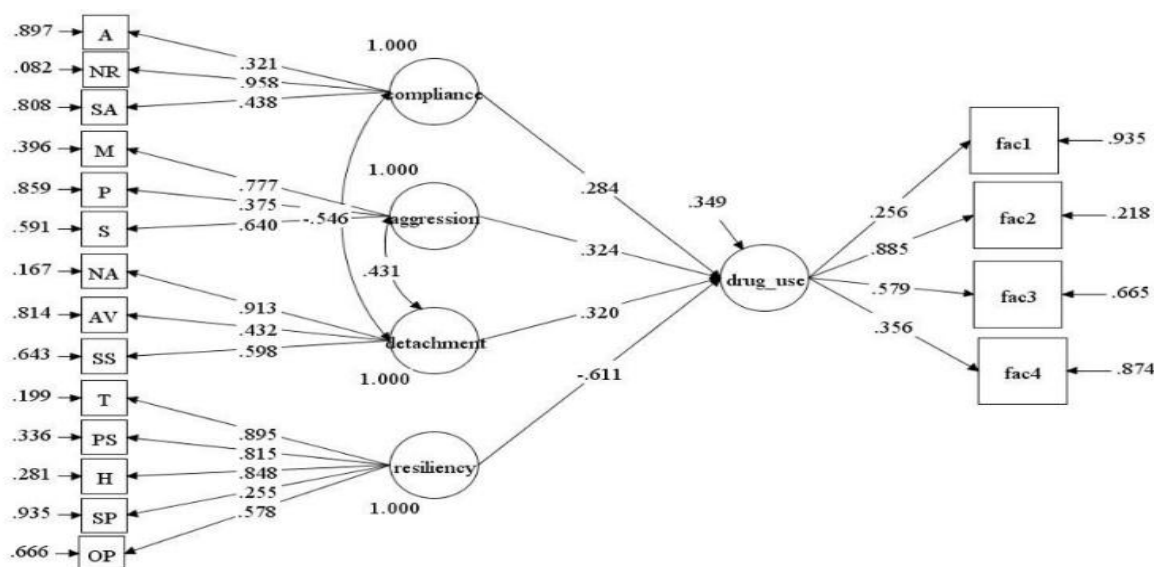 .897 A
.082 NR
.808 SA
.396 M
.859 P
.591 S
.167 NA
.814 AV
.643 SS
.199 T
.336 PS
.281 H
.935 SP
.666 OP
.321
.958
.438
.777
.375
.640
-.546
.431
.913
.432
.598
.895
.815
.848
.255
.578
1.000
compliance
1.000
aggression
detachment
1.000
resiliency
1.000
.284
.324
.320
-.611
.349
drug_use
.256
.885
.579
.356
fac1 .935
fac2 .218
fac3 .665
fac4 .874